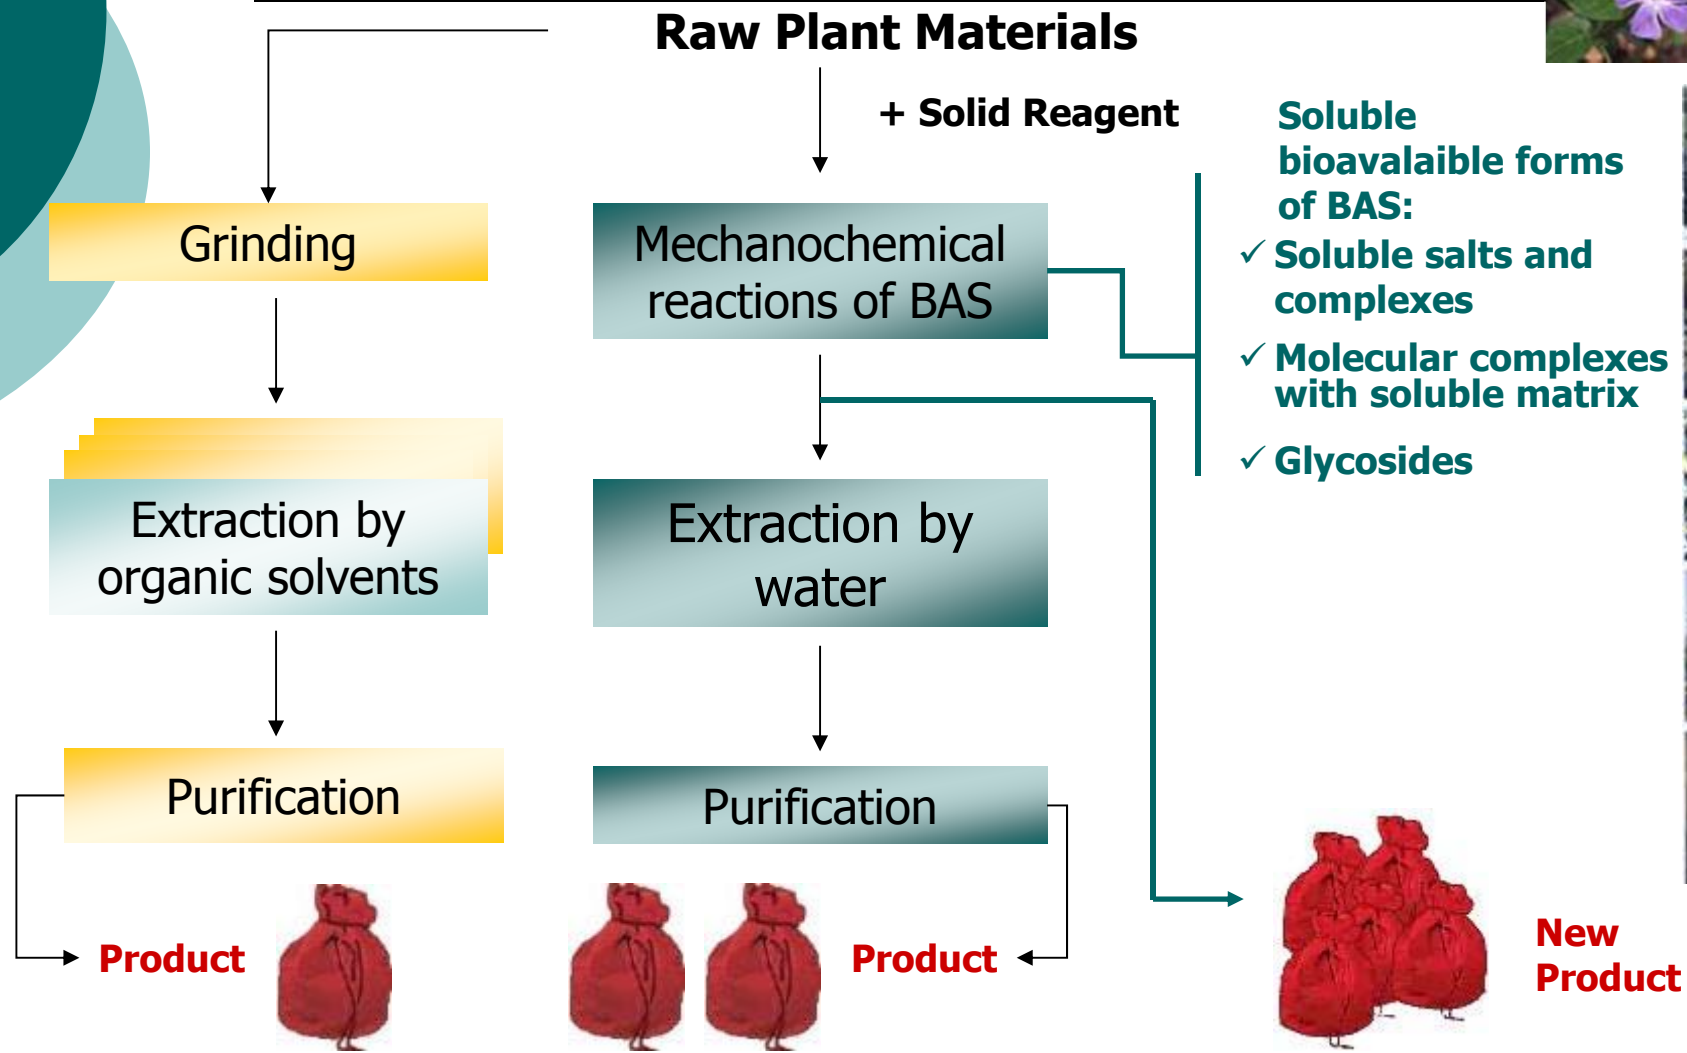 Raw Plant Materials
+ Solid Reagent
Grinding
Extraction by
organic solvents
Purification
Product
Mechanochemical
reactions of BAS
Extraction by
water
Purification
Product
Soluble
bioavalaible forms
of BAS:
✓ Soluble salts and
complexes
✓ Molecular complexes
with soluble matrix
✓ Glycosides
New
Product